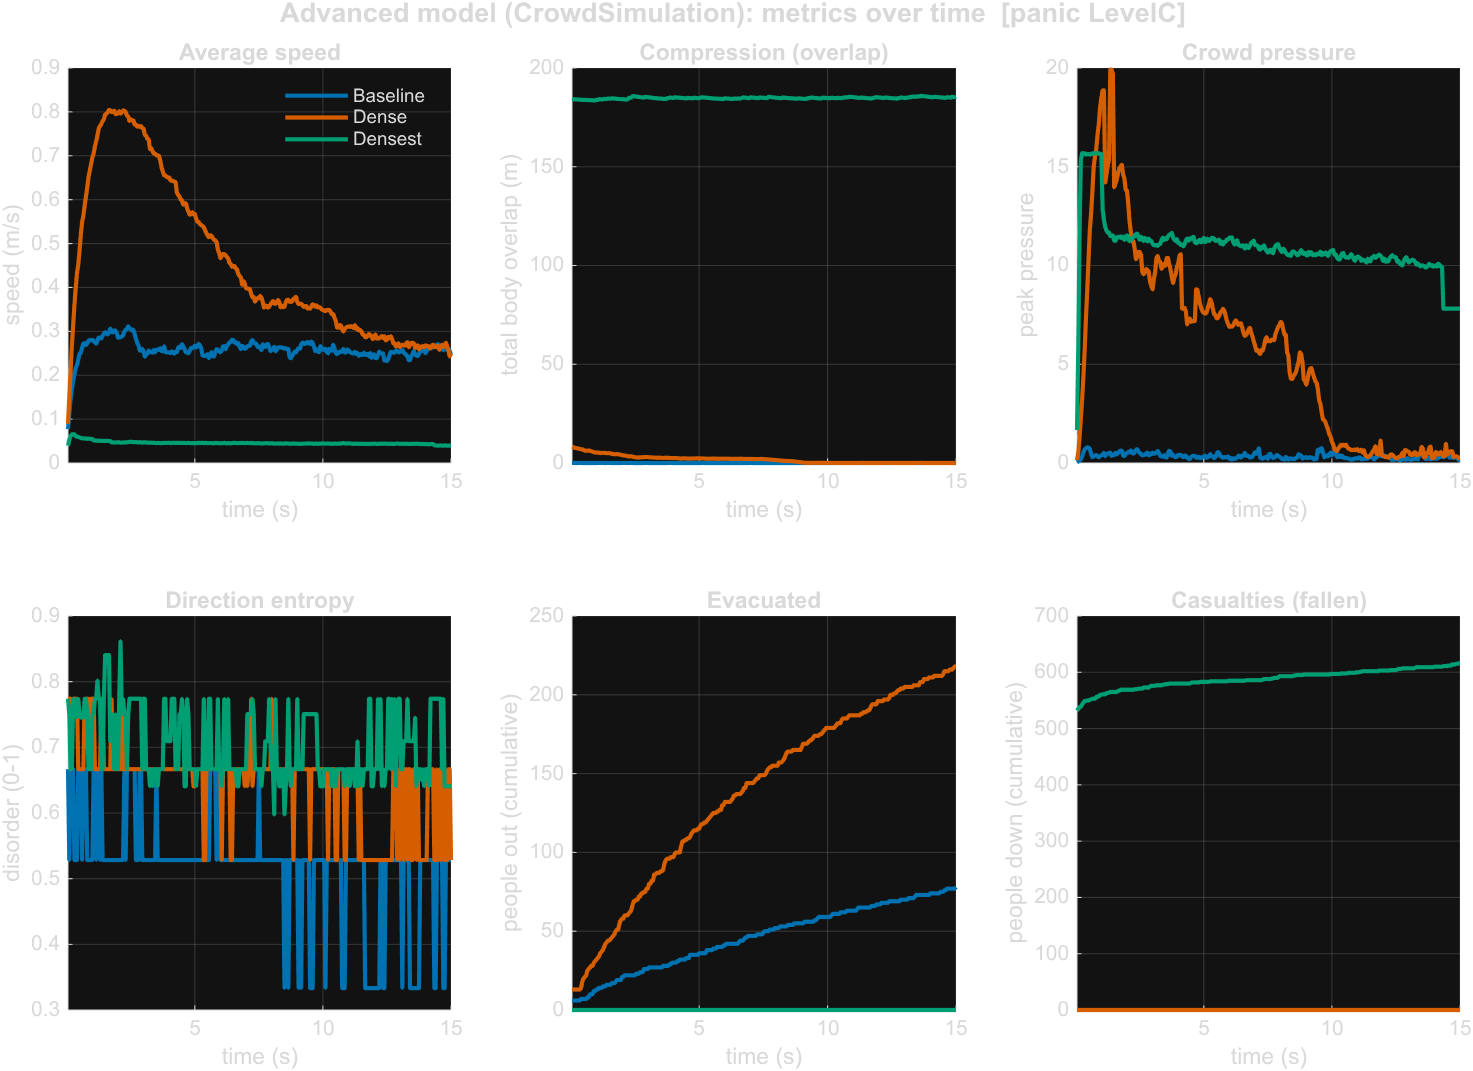 Advanced model (CrowdSimulation): metrics over time [panic LevelC]
Average speed
0.9
0.8
0.7
0.6
0.5
0.4
0.3
0.2
0.1
0
5
10
15
speed (m/s)
time (s)
Baseline
Dense
Densest
Compression (overlap)
200
150
100
50
0
5
10
15
total body overlap (m)
time (s)
Crowd pressure
20
15
10
5
0
5
10
15
peak pressure
time (s)
Direction entropy
0.9
0.8
0.7
0.6
0.5
0.4
0.3
5
10
15
disorder (0-1)
time (s)
Evacuated
250
200
150
100
50
0
5
10
15
people out (cumulative)
time (s)
Casualties (fallen)
700
600
500
400
300
200
100
0
5
10
15
people down (cumulative)
time (s)